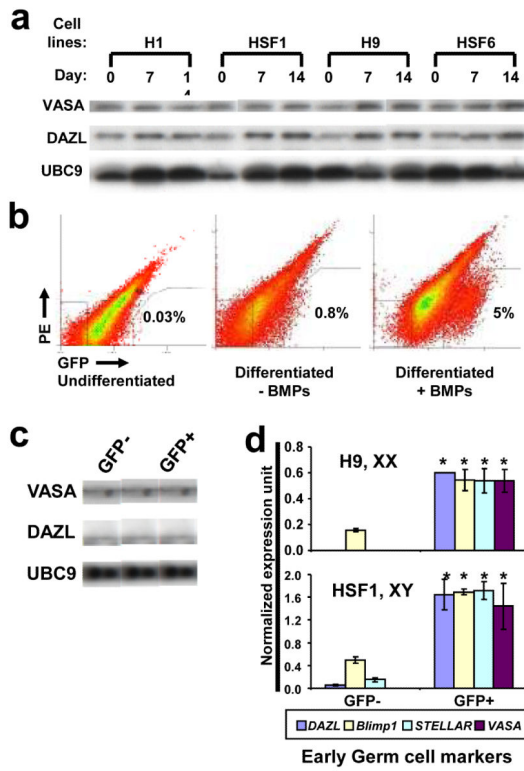 a
Cell
lines: H1 HSF1 H9 HSF6
Day: 0 7 1 0 7 14 0 7 14 0 7 14
4
VASA
DAZL
UBC9
b
PE
0.03% 0.8% 5%
GFP
Undifferentiated
Differentiated
- BMPs
Differentiated
+ BMPs
c
GFP- GFP+
VASA
DAZL
UBC9
d
Normalized expression unit
0.8
0.6
0.4
0.2
0.0
H9, XX
* * * *
2.0
1.6
1.2
0.8
0.4
0.0
HSF1, XY
* * * *
GFP- GFP+
DAZL Blimp1 STELLAR VASA
Early Germ cell markers